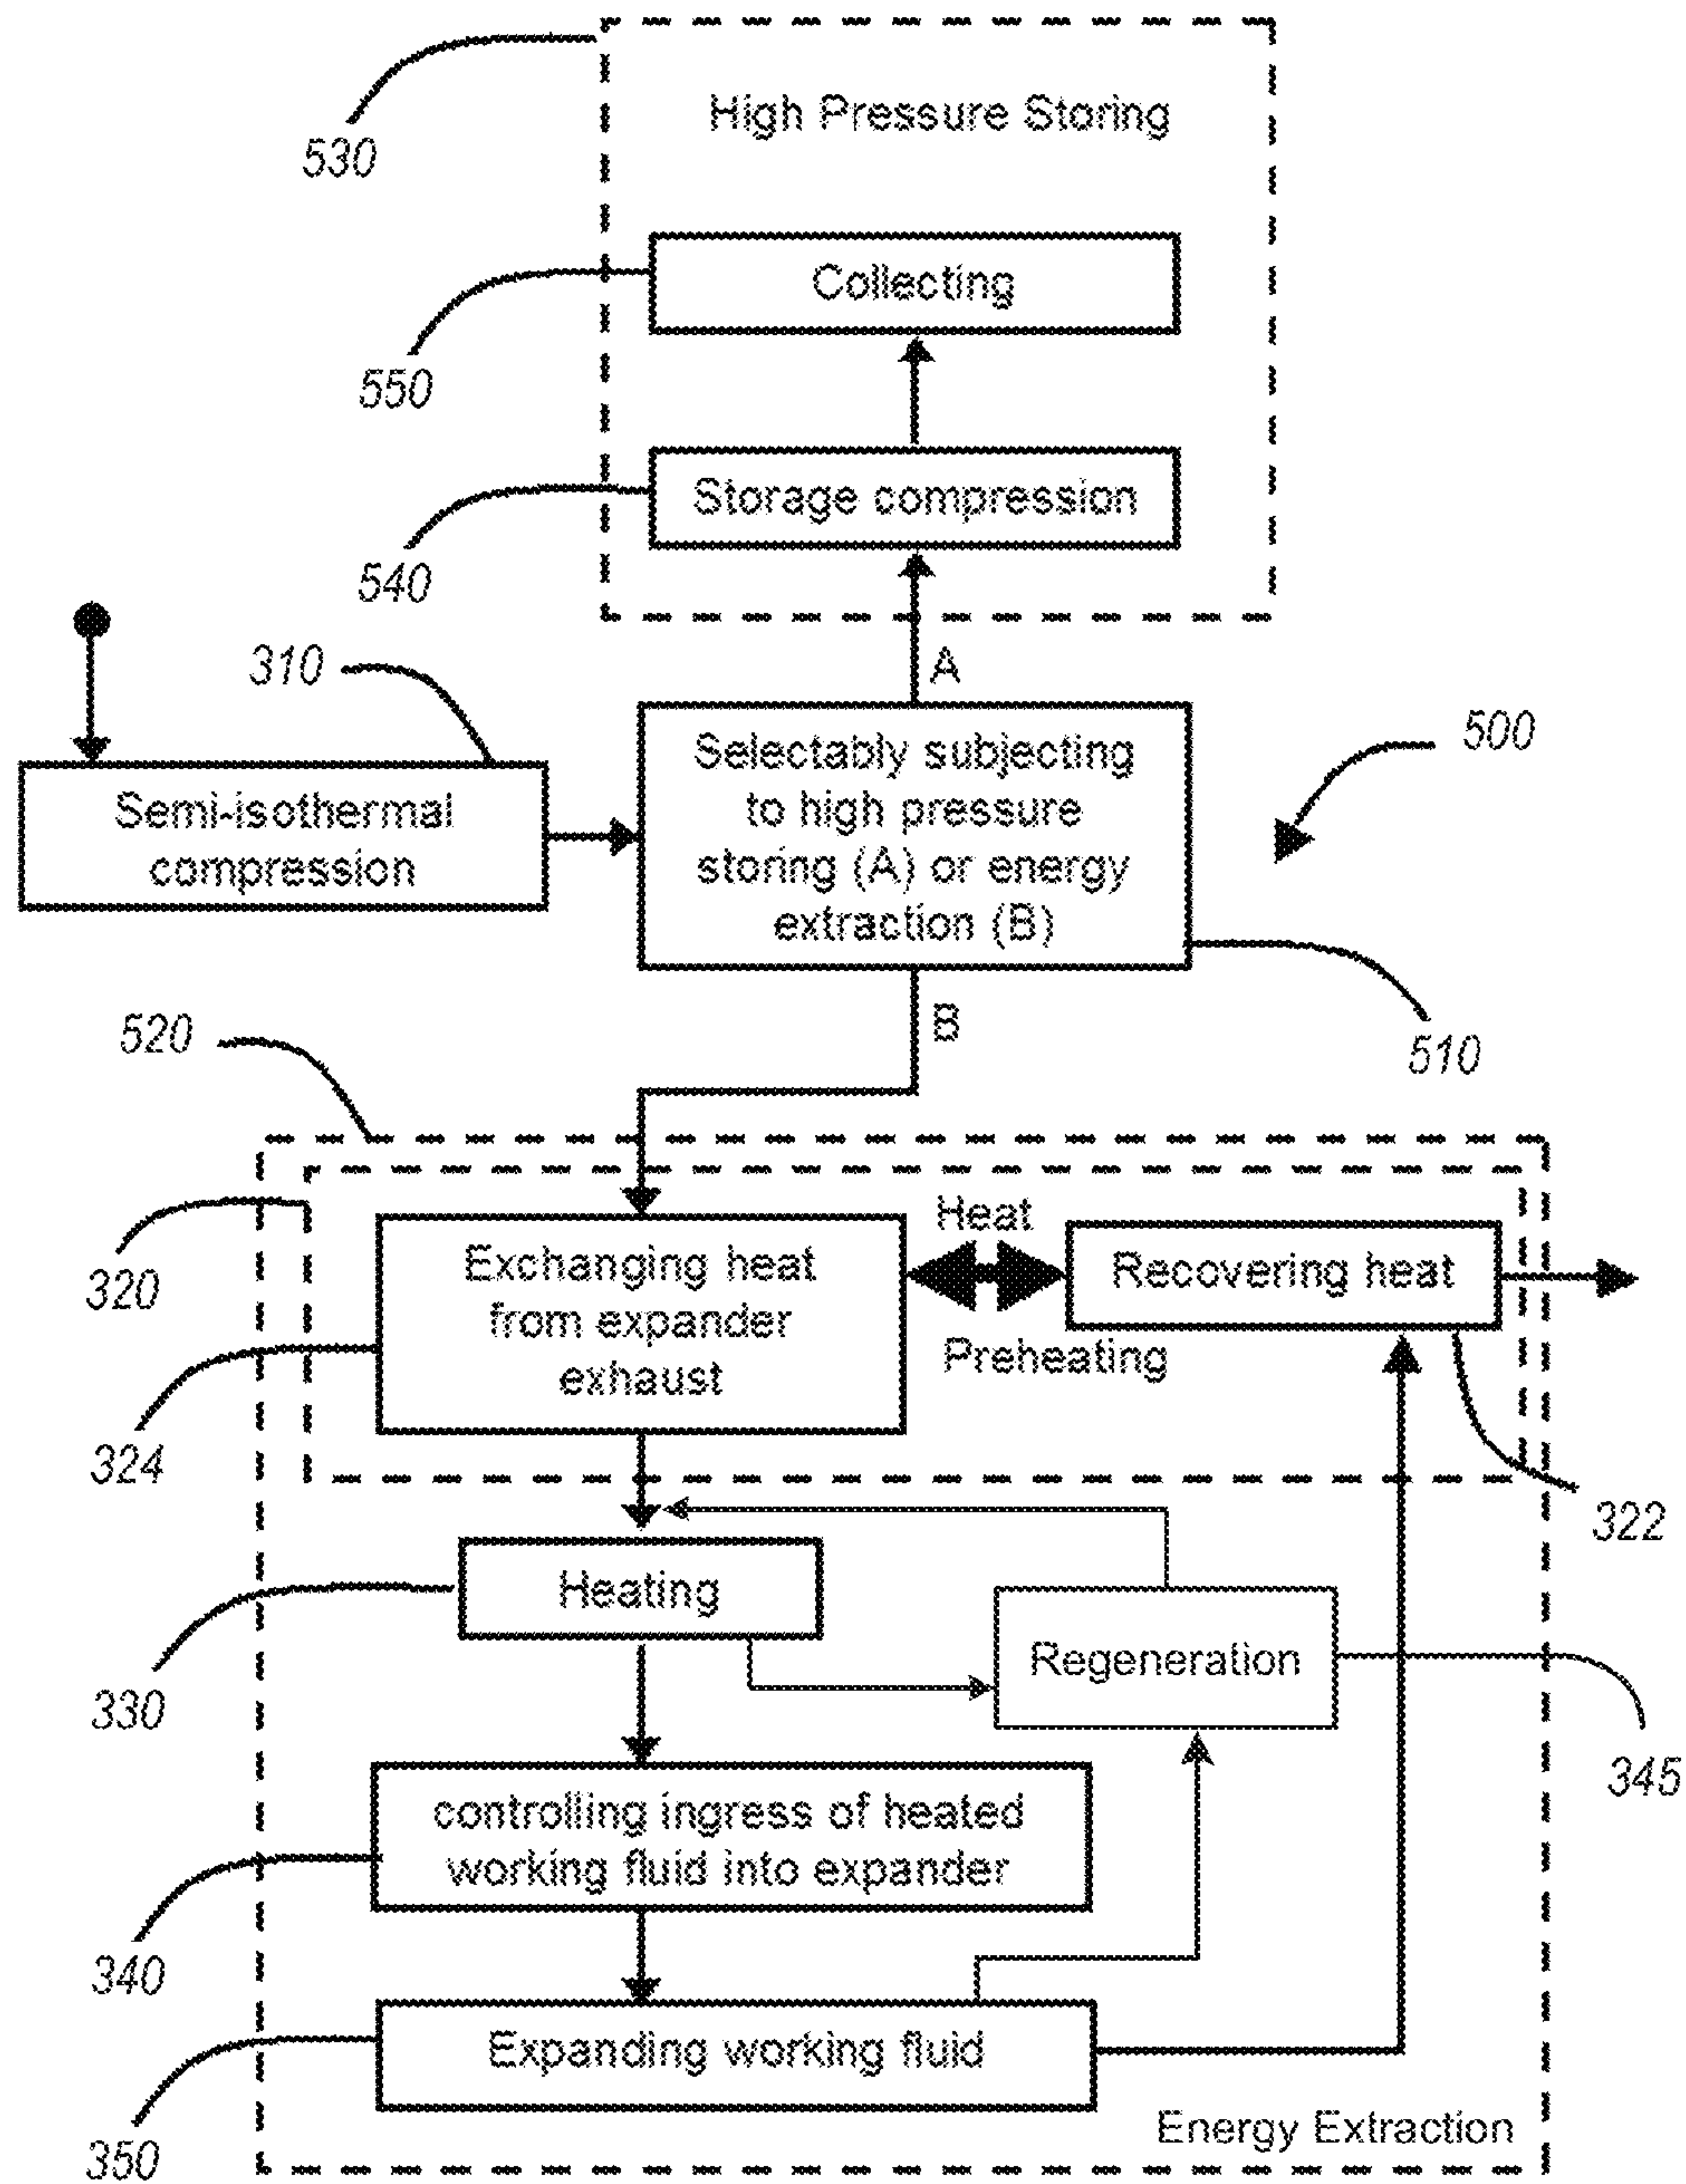 High Pressure Storing
530
Collecting
550
Storage compression
540
A
310
500
Semi-isothermal
compression
Selectably subjecting
to high pressure
storing (A) or energy
extraction (B)
B
520
510
320
Exchanging heat
from expander
exhaust
Heat
Preheating
Recovering heat
324
322
Heating
330
Regeneration
345
controlling ingress of heated
working fluid into expander
340
Expanding working fluid
350
Energy Extraction